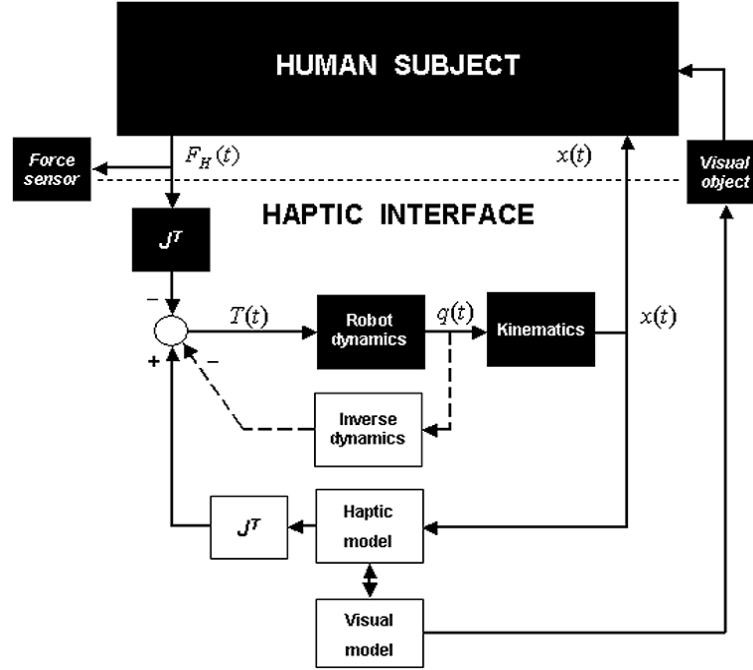 HUMAN SUBJECT
Force
sensor
F_H(t)
x(t)
Visual
object
HAPTIC INTERFACE
J^T
−
T(t)
Robot
dynamics
q(t)
Kinematics
x(t)
+
−
Inverse
dynamics
J^T
Haptic
model
Visual
model